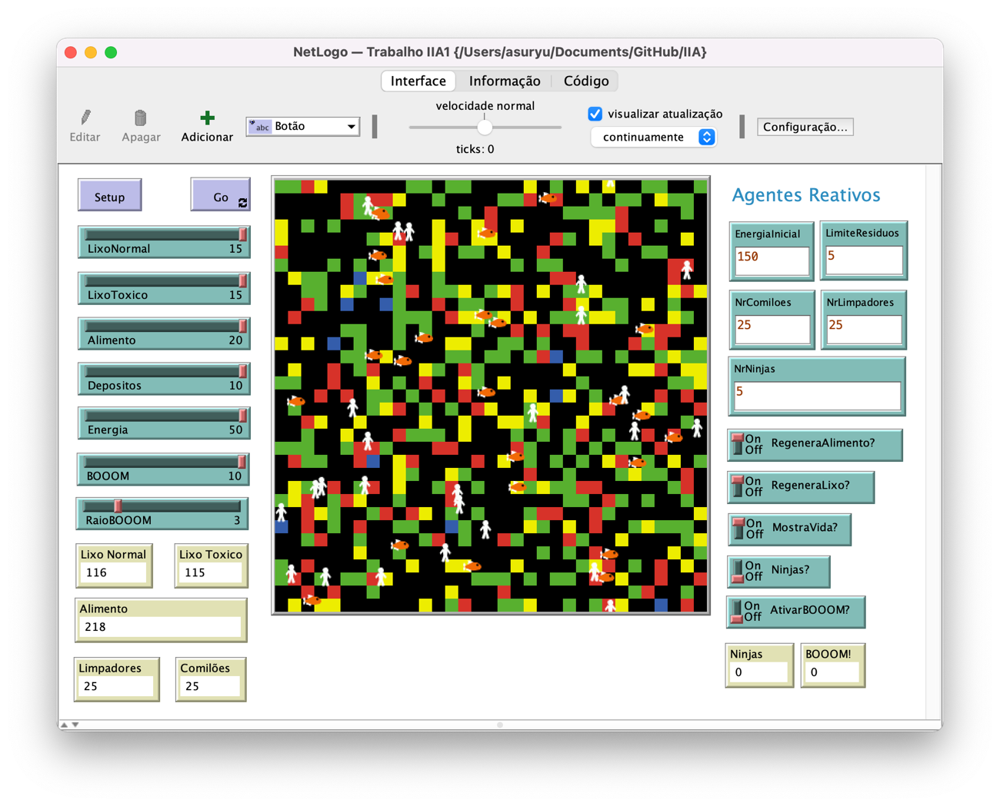 NetLogo — Trabalho IIA1 {/Users/asuryu/Documents/GitHub/IIA}
Interface
Informação
Código
Editar
Apagar
Adicionar
abc Botão
velocidade normal
ticks: 0
visualizar atualização
continuamente
Configuração...
Setup
Go
LixoNormal 15
LixoToxico 15
Alimento 20
Depositos 10
Energia 50
BOOOM 10
RaioBOOOM 3
Lixo Normal
116
Lixo Toxico
115
Alimento
218
Limpadores
25
Comilões
25
Agentes Reativos
EnergiaInicial
150
LimiteResiduos
5
NrComiloes
25
NrLimpadores
25
NrNinjas
5
On
Off
RegeneraAlimento?
On
Off
RegeneraLixo?
On
Off
MostraVida?
On
Off
Ninjas?
On
Off
AtivarBOOOM?
Ninjas
0
BOOOM!
0